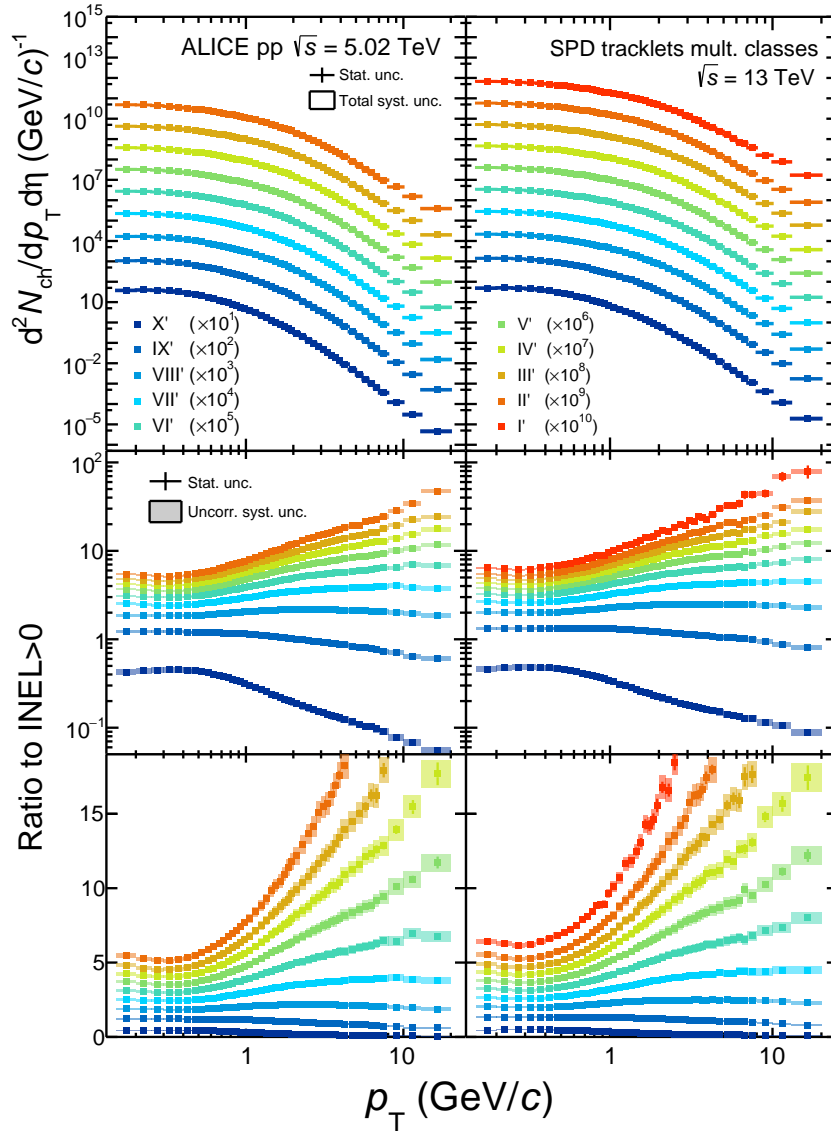 ALICE pp √s = 5.02 TeV
Stat. unc.
Total syst. unc.
SPD tracklets mult. classes
√s = 13 TeV
d²N_ch/dp_T dη (GeV/c)⁻¹
10¹⁵
10¹³
10¹⁰
10⁷
10⁴
10
10⁻²
10⁻⁵
X' (×10¹)
IX' (×10²)
VIII' (×10³)
VII' (×10⁴)
VI' (×10⁵)
V' (×10⁶)
IV' (×10⁷)
III' (×10⁸)
II' (×10⁹)
I' (×10¹⁰)
Stat. unc.
Uncorr. syst. unc.
Ratio to INEL>0
10²
10
1
10⁻¹
15
10
5
0
1 10
1 10
p_T (GeV/c)